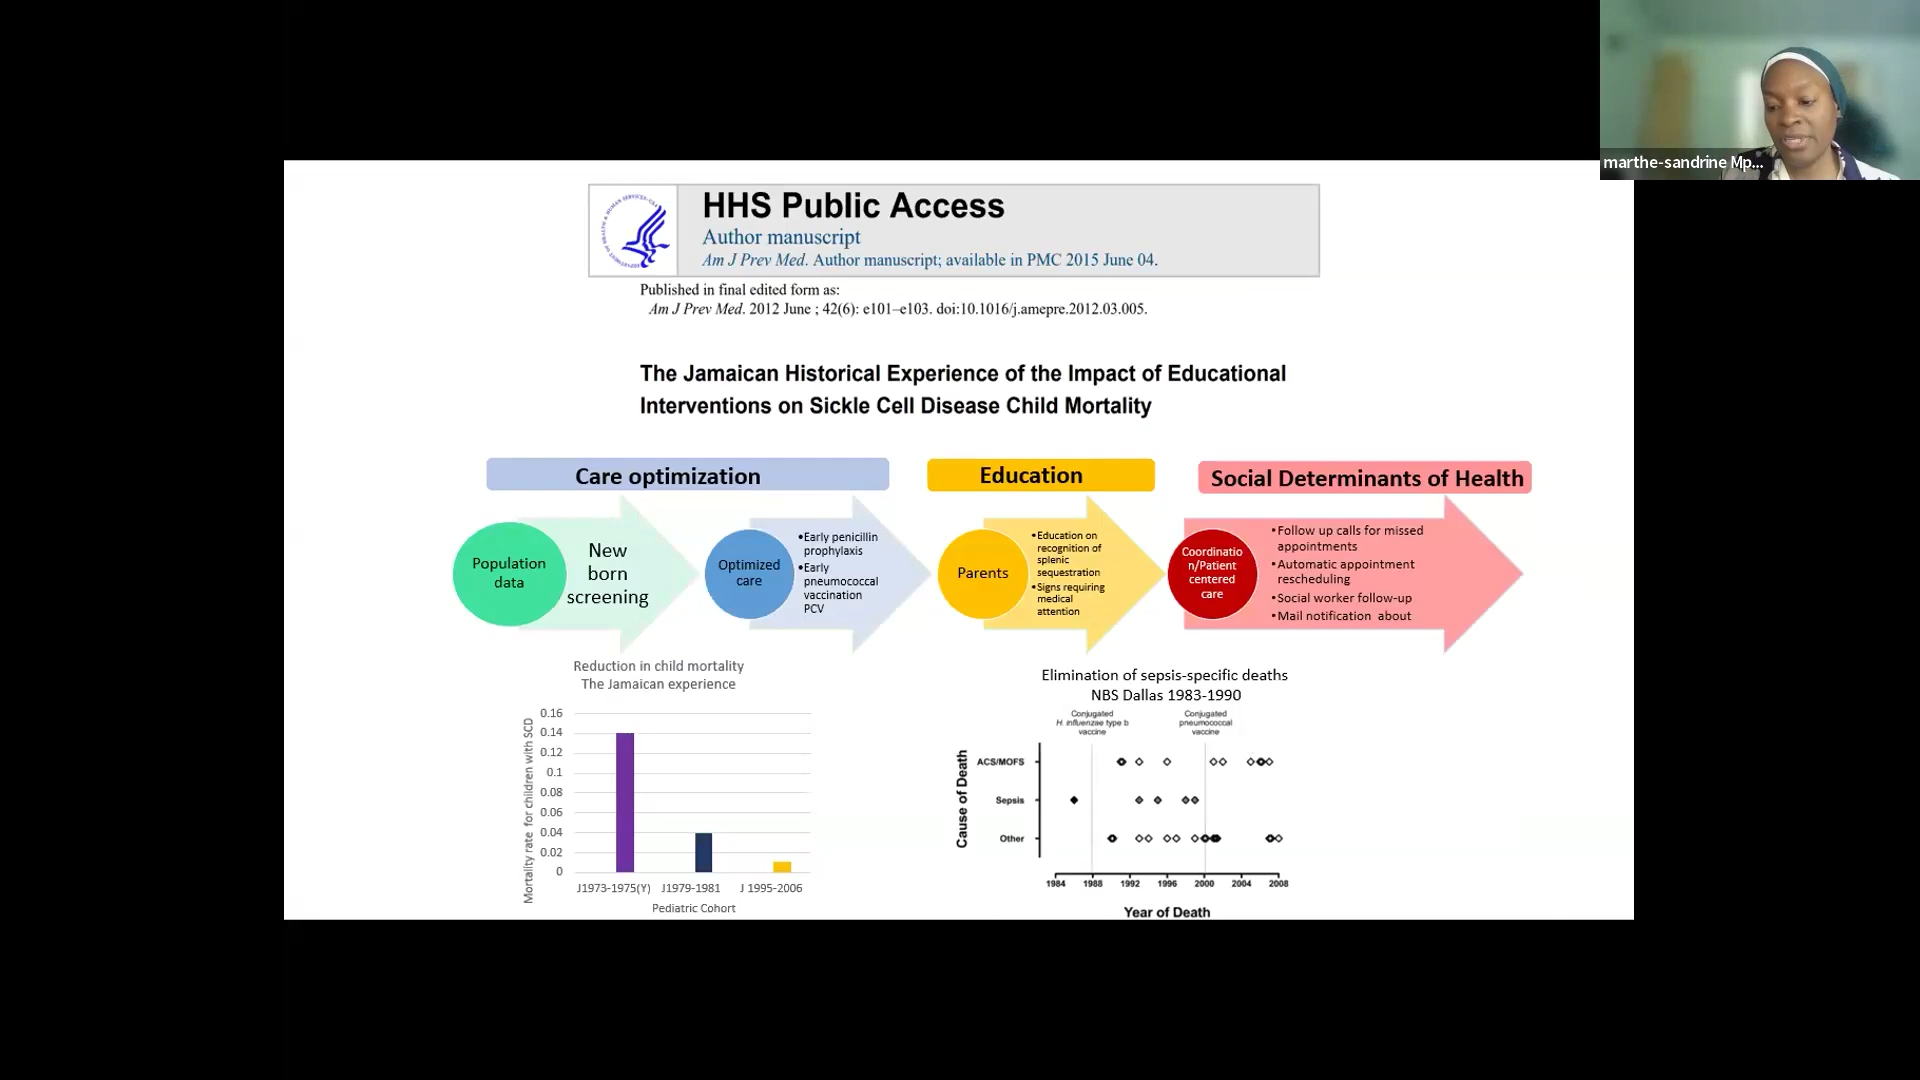 marthe-sandrine Mp...
HHS Public Access
Author manuscript
Am J Prev Med. Author manuscript; available in PMC 2015 June 04.
Published in final edited form as:
Am J Prev Med. 2012 June ; 42(6): e101–e103. doi:10.1016/j.amepre.2012.03.005.
The Jamaican Historical Experience of the Impact of Educational
Interventions on Sickle Cell Disease Child Mortality
Care optimization
Education
Social Determinants of Health
Population
data
New
born
screening
Optimized
care
•Early penicillin
prophylaxis
•Early
pneumococcal
vaccination
PCV
Parents
•Education on
recognition of
splenic
sequestration
•Signs requiring
medical
attention
Coordinatio
n/Patient
centered
care
•Follow up calls for missed
appointments
•Automatic appointment
rescheduling
•Social worker follow-up
•Mail notification about
Reduction in child mortality
The Jamaican experience
Mortality rate for children with SCD
0.16
0.14
0.12
0.1
0.08
0.06
0.04
0.02
0
J1973-1975(Y)
J1979-1981
J 1995-2006
Pediatric Cohort
Elimination of sepsis-specific deaths
NBS Dallas 1983-1990
Conjugated
H. influenzae type b
vaccine
Conjugated
pneumococcal
vaccine
Cause of Death
ACS/MOFS
Sepsis
Other
1984
1988
1992
1996
2000
2004
2008
Year of Death